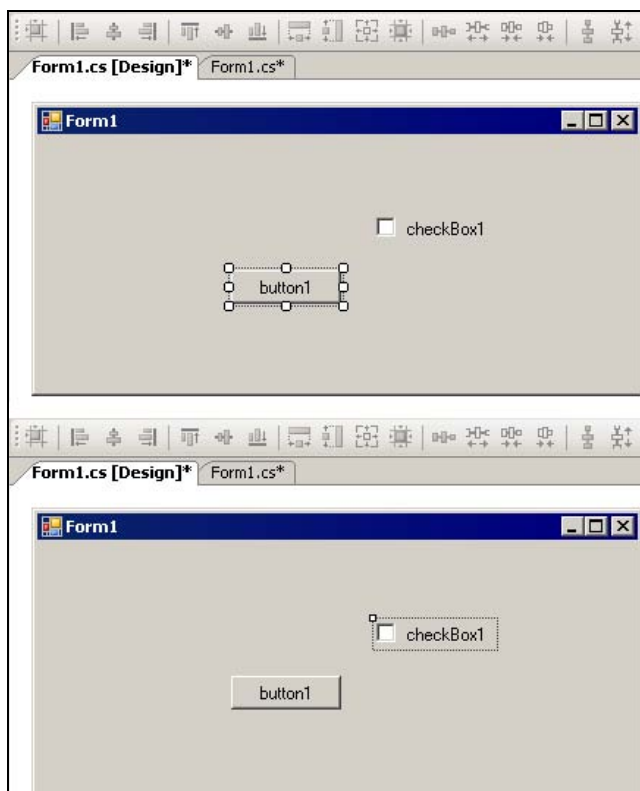 Form1.cs [Design]* Form1.cs*
Form1
checkBox1
button1
Form1.cs [Design]* Form1.cs*
Form1
checkBox1
button1